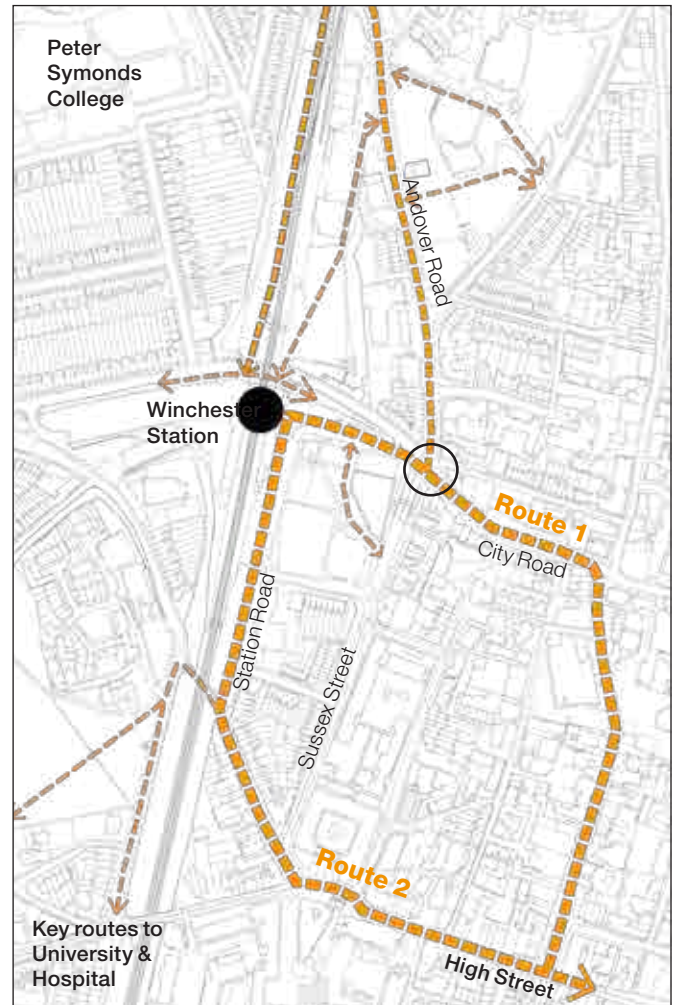 Peter
Symonds
College
Andover Road
Winchester
Station
Route 1
City Road
Station Road
Sussex Street
Route 2
High Street
Key routes to
University &
Hospital